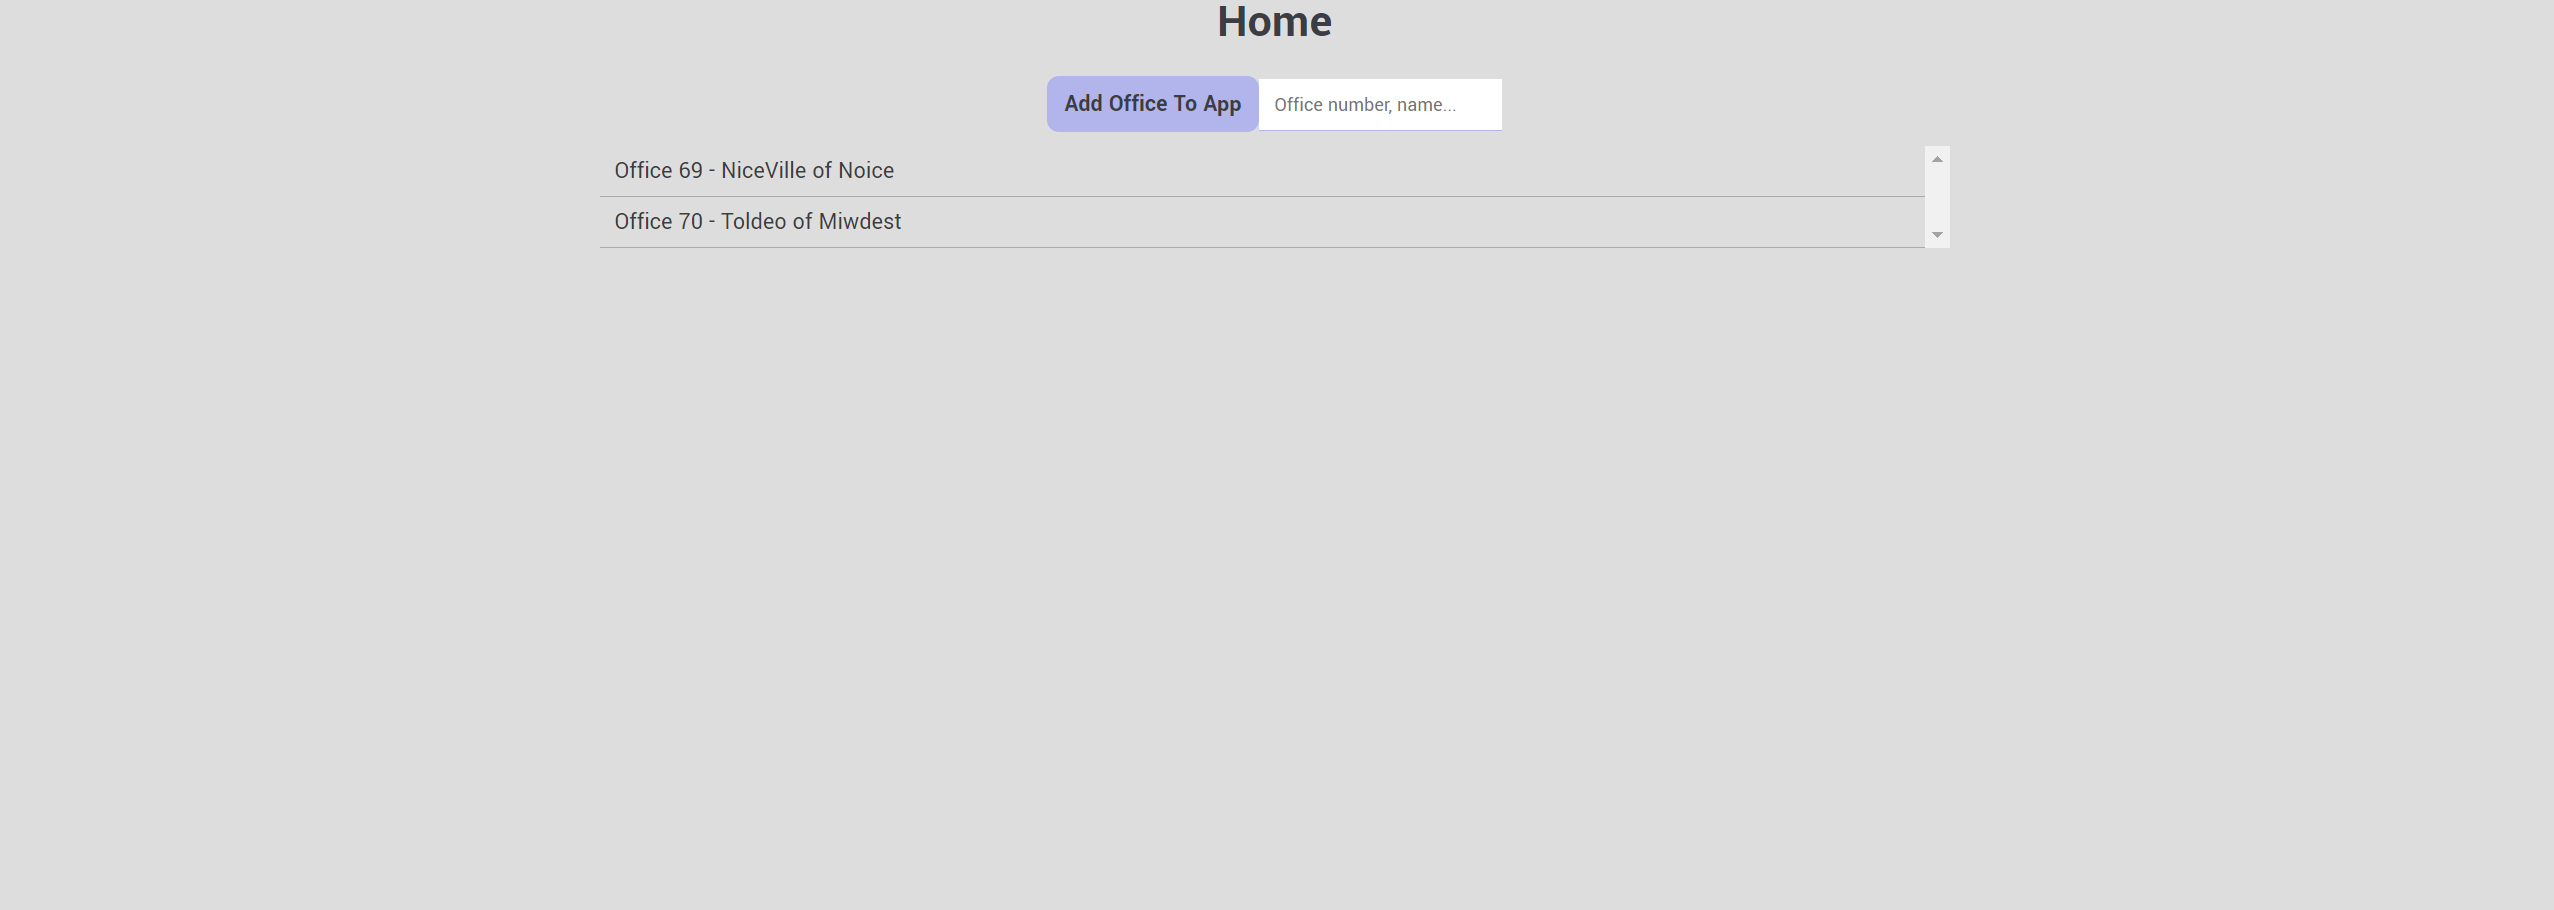 Home
Add Office To App
Office number, name...
Office 69 - NiceVille of Noice
Office 70 - Toldeo of Miwdest